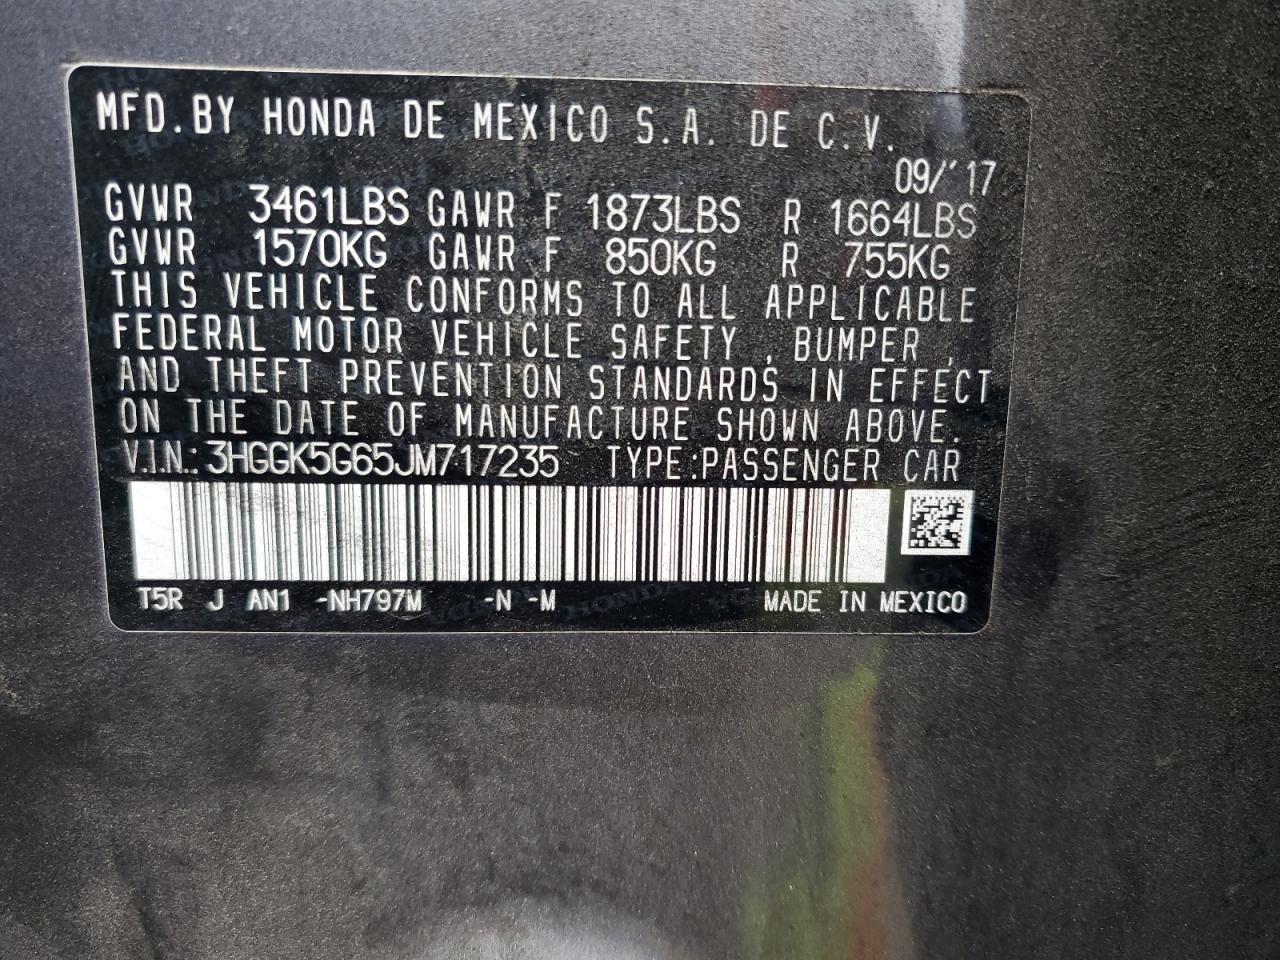 MFD. BY HONDA DE MEXICO S.A. DE C.V.
09/'17
GVWR 3461LBS GAWR F 1873LBS R 1664LBS
GVWR 1570KG GAWR F 850KG R 755KG
THIS VEHICLE CONFORMS TO ALL APPLICABLE
FEDERAL MOTOR VEHICLE SAFETY , BUMPER ,
AND THEFT PREVENTION STANDARDS IN EFFECT
ON THE DATE OF MANUFACTURE SHOWN ABOVE.
V.I.N.: 3HGGK5G65JM717235 TYPE:PASSENGER CAR
T5R J AN1 -NH797M -N -M MADE IN MEXICO